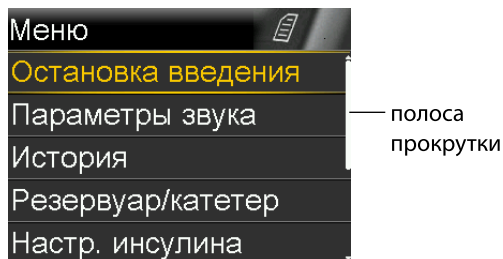 Меню
Остановка введения
Параметры звука
История
Резервуар/катетер
Настр. инсулина
полоса
прокрутки